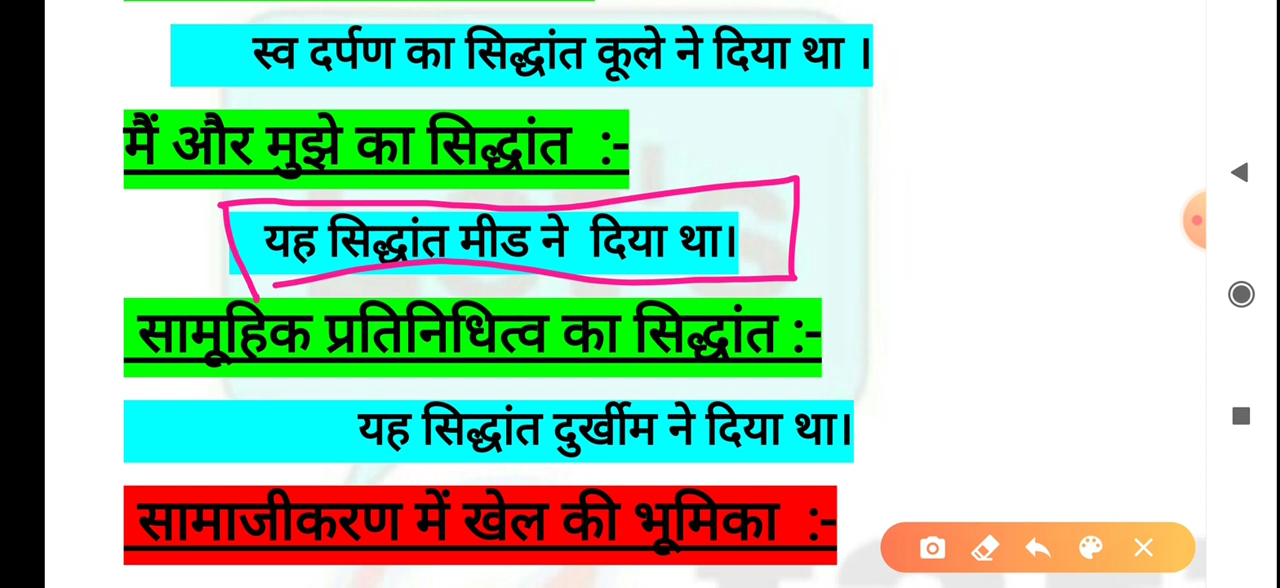 स्व दर्पण का सिद्धांत कूले ने दिया था ।
मैं और मुझे का सिद्धांत :-
यह सिद्धांत मीड ने दिया था।
सामूहिक प्रतिनिधित्व का सिद्धांत :-
यह सिद्धांत दुर्खीम ने दिया था।
सामाजीकरण में खेल की भूमिका :-